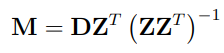 M = DZ^T (ZZ^T)^{-1}